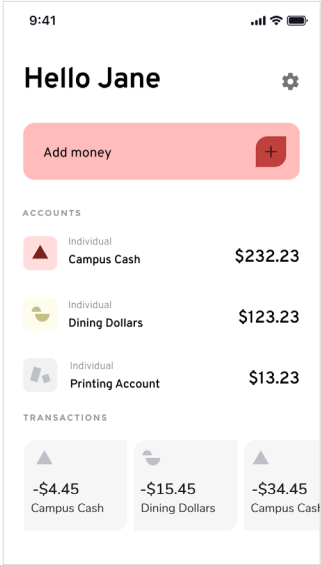 9:41
Hello Jane
Add money
ACCOUNTS
Individual
Campus Cash
$232.23
Individual
Dining Dollars
$123.23
Individual
Printing Account
$13.23
TRANSACTIONS
-$4.45
Campus Cash
-$15.45
Dining Dollars
-$34.45
Campus Cash